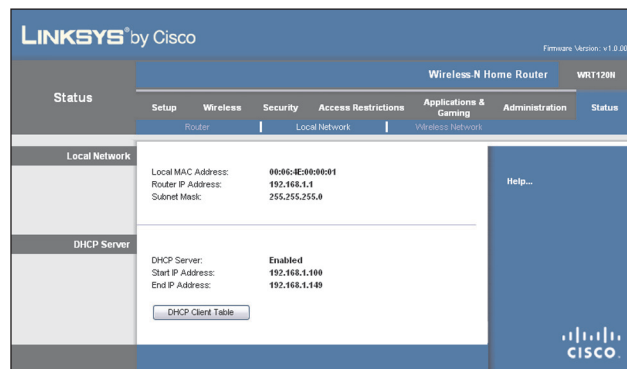 LINKSYS® by Cisco
Firmware Version: v1.0.00
Wireless-N Home Router WRT120N
Status
Setup Wireless Security Access Restrictions Applications & Gaming Administration Status
Router Local Network Wireless Network
Local Network
Local MAC Address: 00:06:4E:00:00:01
Router IP Address: 192.168.1.1
Subnet Mask: 255.255.255.0
Help...
DHCP Server
DHCP Server: Enabled
Start IP Address: 192.168.1.100
End IP Address: 192.168.1.149
DHCP Client Table
CISCO.